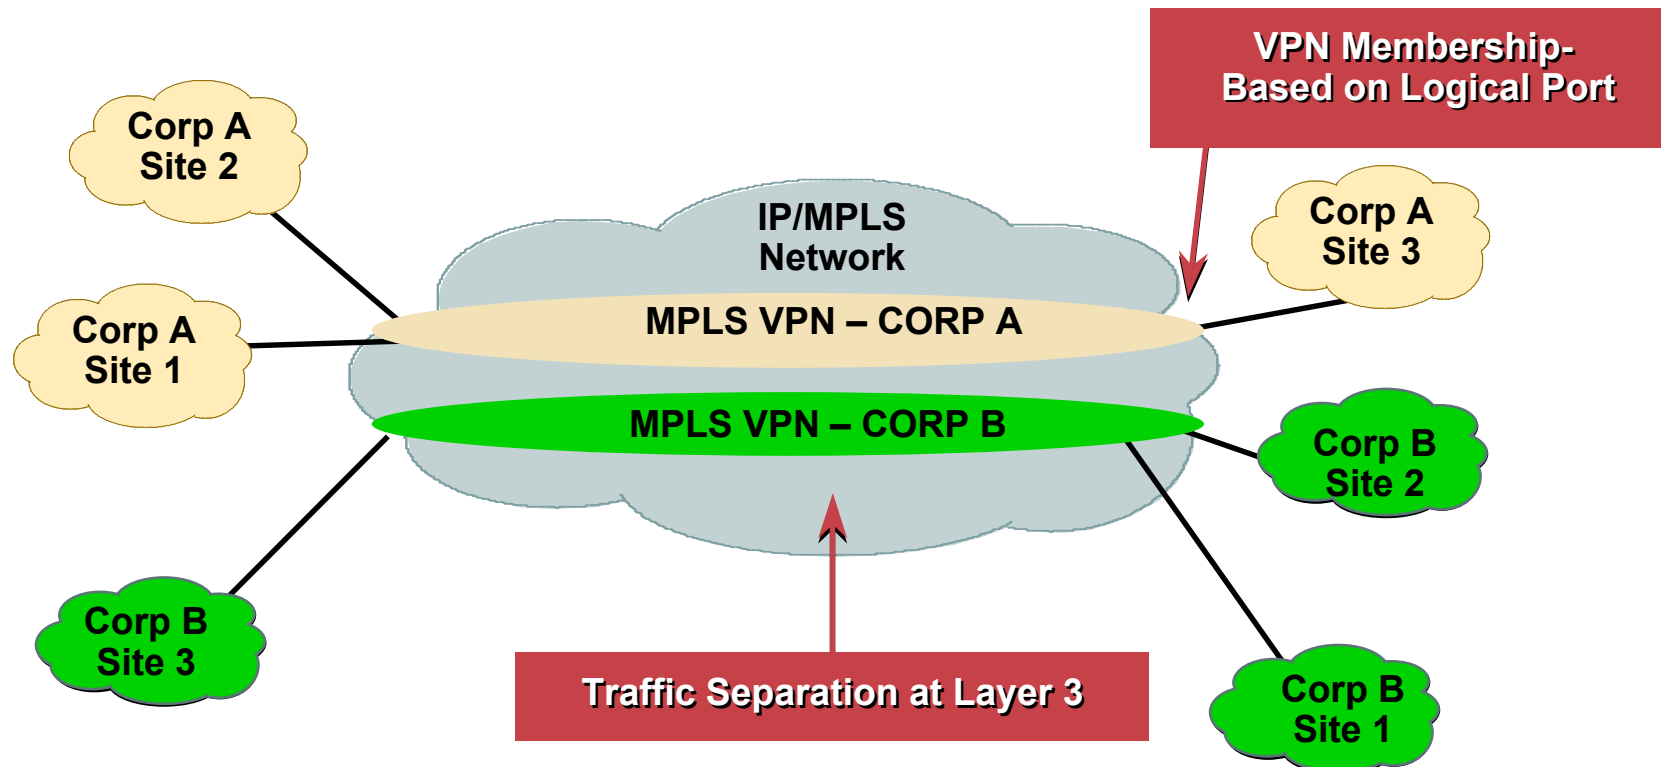 VPN Membership-
Based on Logical Port
Corp A
Site 2
IP/MPLS
Network
Corp A
Site 3
Corp A
Site 1
MPLS VPN – CORP A
MPLS VPN – CORP B
Corp B
Site 2
Corp B
Site 3
Traffic Separation at Layer 3
Corp B
Site 1